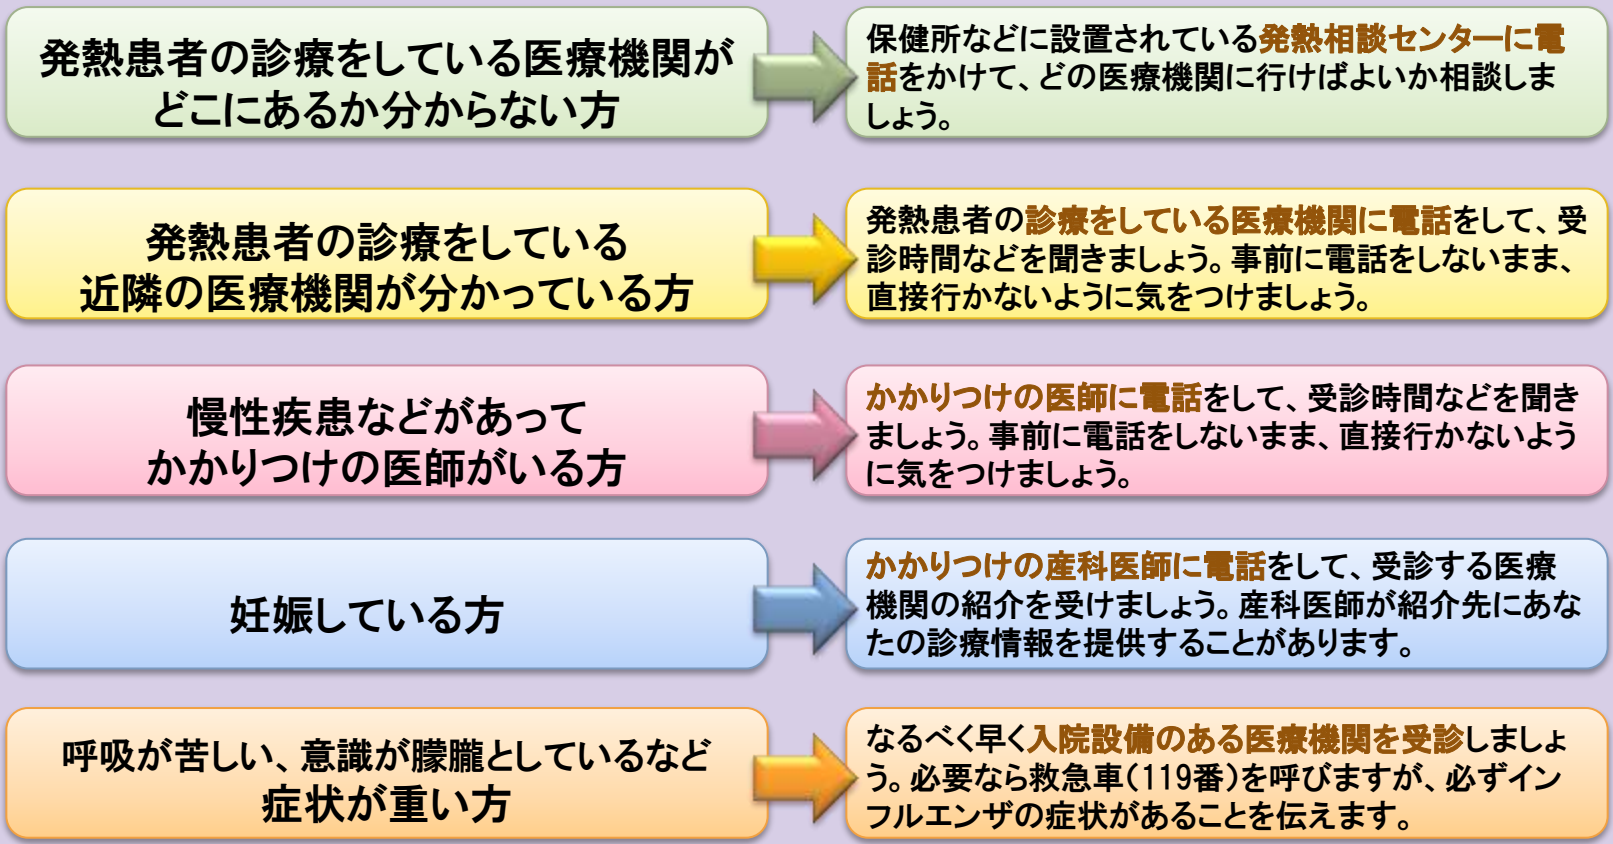 発熱患者の診療をしている医療機関が
どこにあるか分からない方
保健所などに設置されている発熱相談センターに電
話をかけて、どの医療機関に行けばよいか相談しま
しょう。
発熱患者の診療をしている
近隣の医療機関が分かっている方
発熱患者の診療をしている医療機関に電話をして、受
診時間などを聞きましょう。事前に電話をしないまま、
直接行かないように気をつけましょう。
慢性疾患などがあって
かかりつけの医師がいる方
かかりつけの医師に電話をして、受診時間などを聞き
ましょう。事前に電話をしないまま、直接行かないよう
に気をつけましょう。
妊娠している方
かかりつけの産科医師に電話をして、受診する医療
機関の紹介を受けましょう。産科医師が紹介先にあな
たの診療情報を提供することがあります。
呼吸が苦しい、意識が朦朧としているなど
症状が重い方
なるべく早く入院設備のある医療機関を受診しましょ
う。必要なら救急車(119番)を呼びますが、必ずイン
フルエンザの症状があることを伝えます。